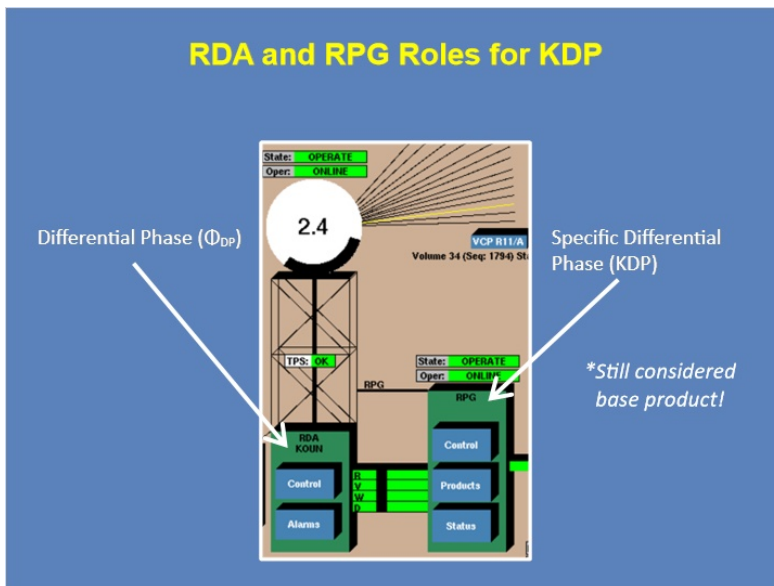 RDA and RPG Roles for KDP
State: OPERATE
Oper: ONLINE
2.4
Differential Phase (ΦDP)
VCP R11/A
Volume 34 (Seq: 1794) Sta
Specific Differential
Phase (KDP)
TPS: OK
State: OPERATE
Oper: ONLINE
*Still considered
base product!
RPG
RPG
RDA
KOUN
Control
Alarms
R
V
W
D
Control
Products
Status